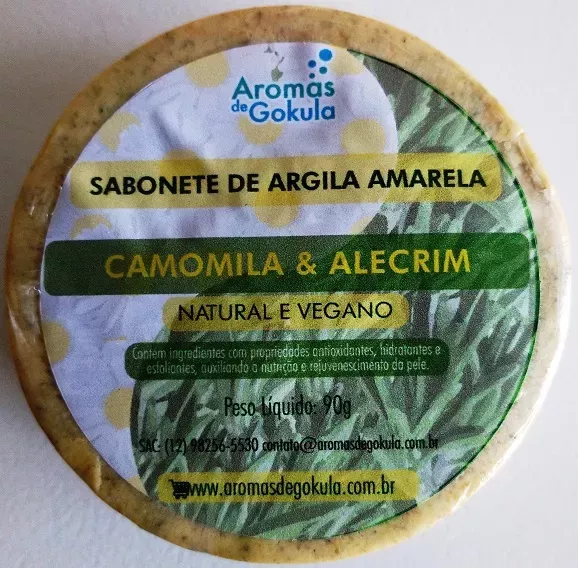 Aromas
de Gokula
SABONETE DE ARGILA AMARELA
CAMOMILA & ALECRIM
NATURAL E VEGANO
Contem ingredientes com propriedades antioxidantes, hidratantes e
esfoliantes, auxiliando a nutrição e rejuvenescimento da pele.
Peso Líquido: 90g
SAC: (12) 98256-5530 contato@aromasdegokula.com.br
www.aromasdegokula.com.br